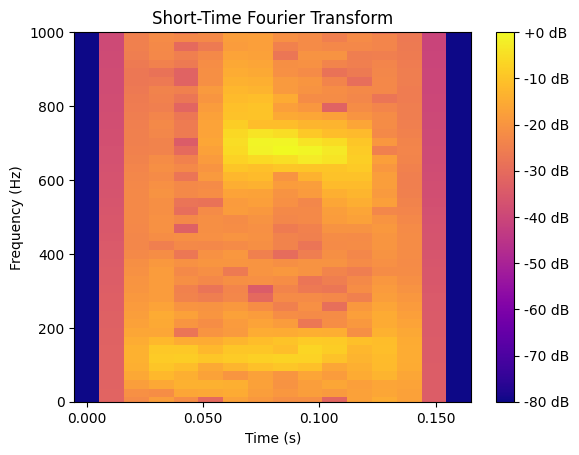 Short-Time Fourier Transform
1000
800
600
400
200
0
Frequency (Hz)
0.000
0.050
0.100
0.150
Time (s)
+0 dB
-10 dB
-20 dB
-30 dB
-40 dB
-50 dB
-60 dB
-70 dB
-80 dB